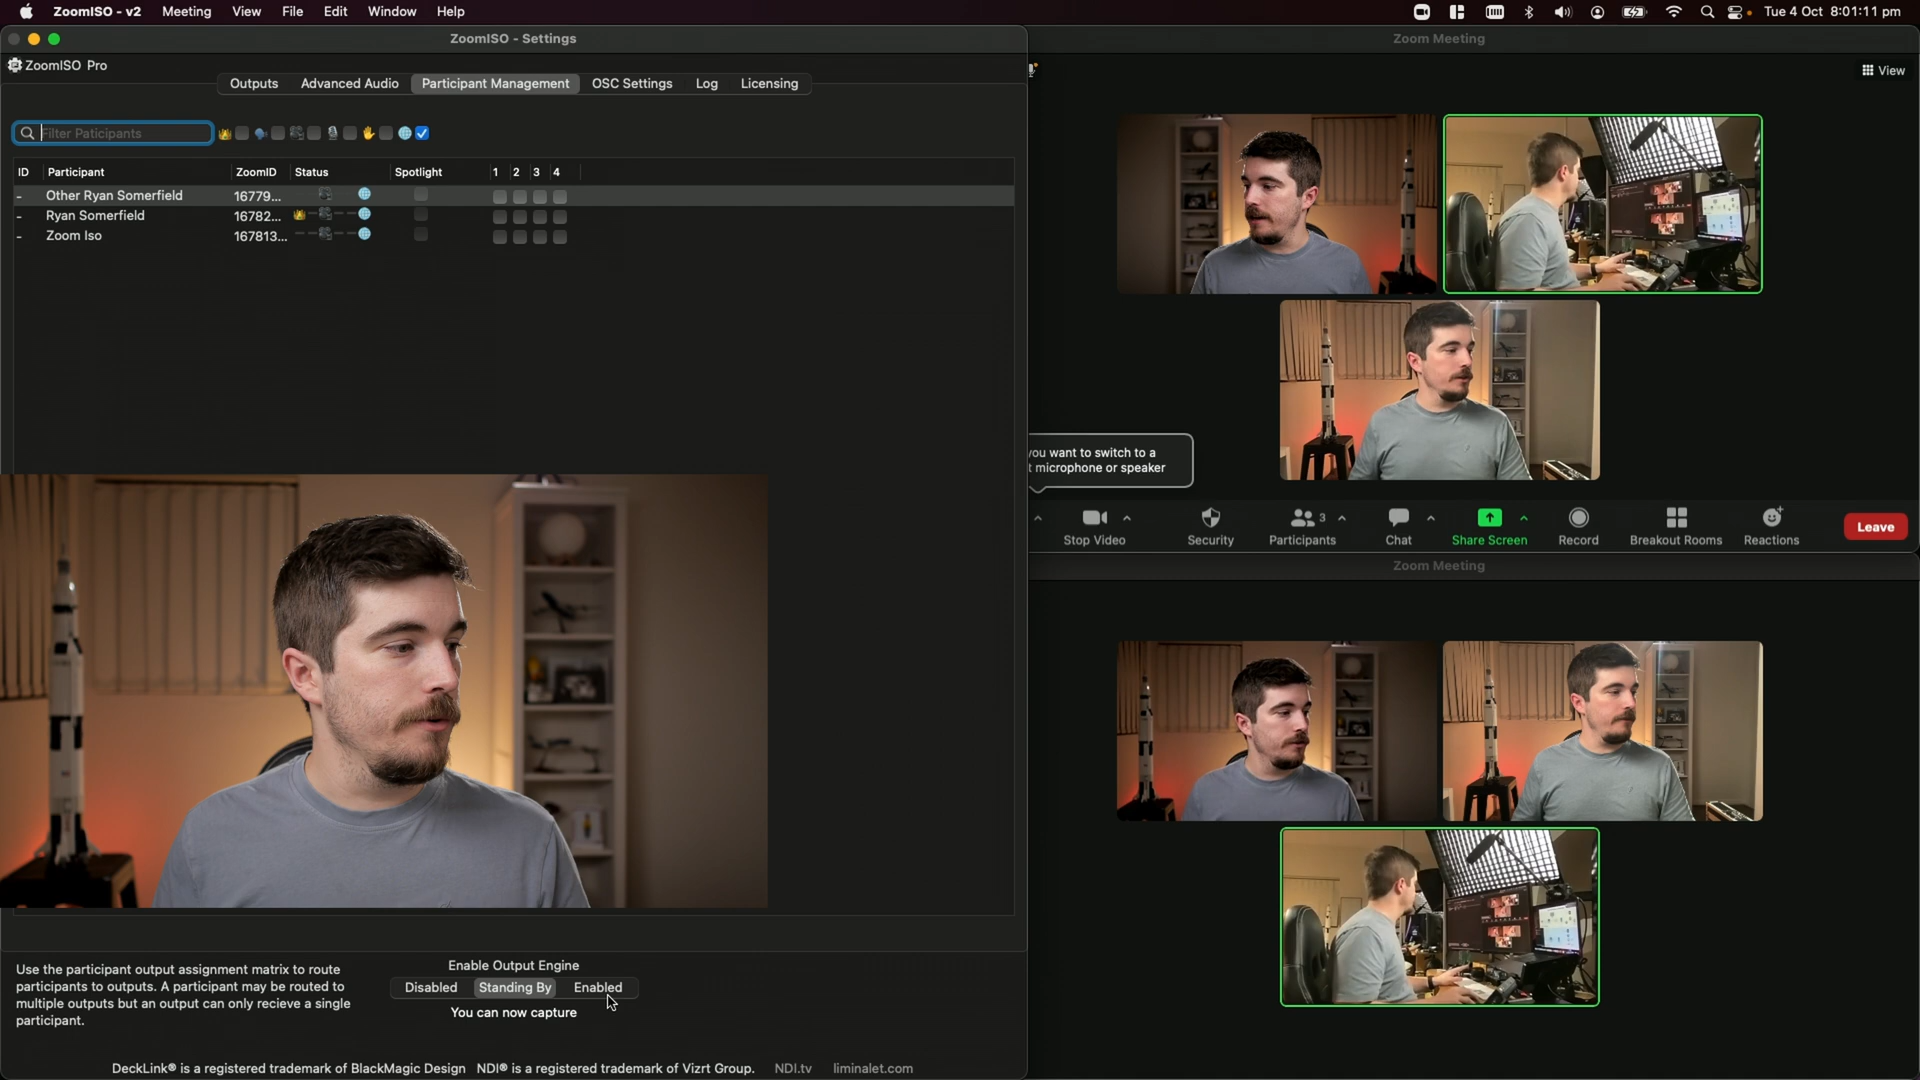 ZoomISO - v2 Meeting View File Edit Window Help
Tue 4 Oct 8:01:11 pm
ZoomISO - Settings
ZoomISO Pro
Outputs Advanced Audio Participant Management OSC Settings Log Licensing
Filter Paticipants
ID Participant ZoomID Status Spotlight 1 2 3 4
- Other Ryan Somerfield 16779...
- Ryan Somerfield 16782...
- Zoom Iso 167813...
Use the participant output assignment matrix to route
participants to outputs. A participant may be routed to
multiple outputs but an output can only recieve a single
participant.
Enable Output Engine
Disabled Standing By Enabled
You can now capture
DeckLink® is a registered trademark of BlackMagic Design NDI® is a registered trademark of Vizrt Group. NDI.tv liminalet.com
Zoom Meeting
View
you want to switch to a
t microphone or speaker
Stop Video Security Participants 3 Chat Share Screen Record Breakout Rooms Reactions Leave
Zoom Meeting